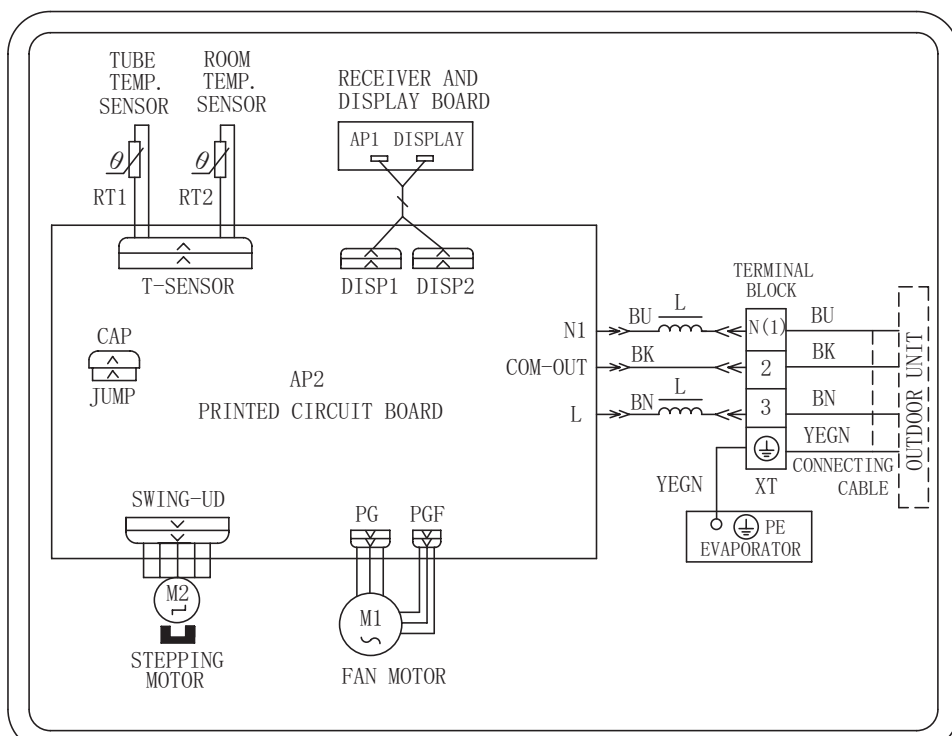 TUBE
TEMP.
SENSOR
ROOM
TEMP.
SENSOR
RECEIVER AND
DISPLAY BOARD
AP1 DISPLAY
θ
RT1
θ
RT2
T-SENSOR
DISP1
DISP2
CAP
JUMP
AP2
PRINTED CIRCUIT BOARD
N1
COM-OUT
L
BU
L
BK
BN
L
TERMINAL
BLOCK
N(1)
2
3
XT
BU
BK
BN
YEGN
CONNECTING
CABLE
OUTDOOR UNIT
YEGN
PE
EVAPORATOR
SWING-UD
M2
STEPPING
MOTOR
PG
PGF
M1
FAN MOTOR